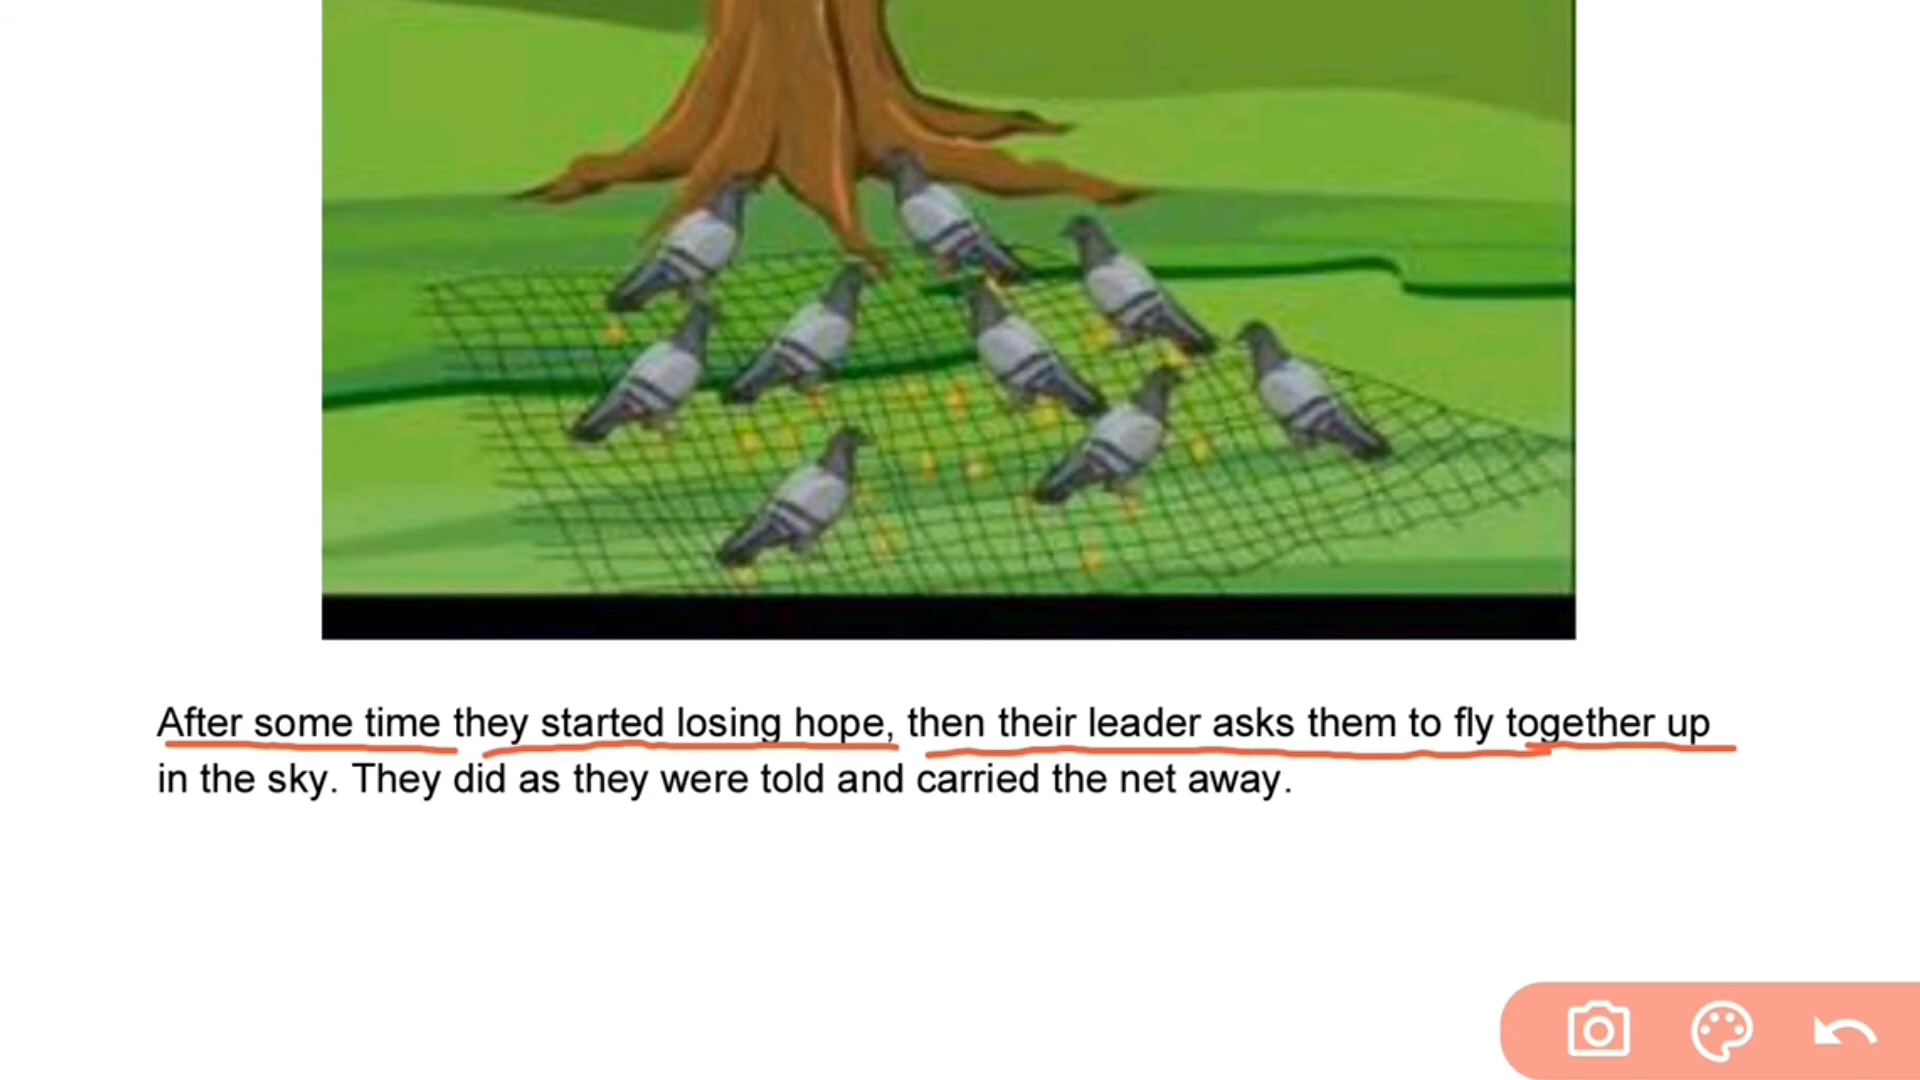 After some time they started losing hope, then their leader asks them to fly together up
in the sky. They did as they were told and carried the net away.